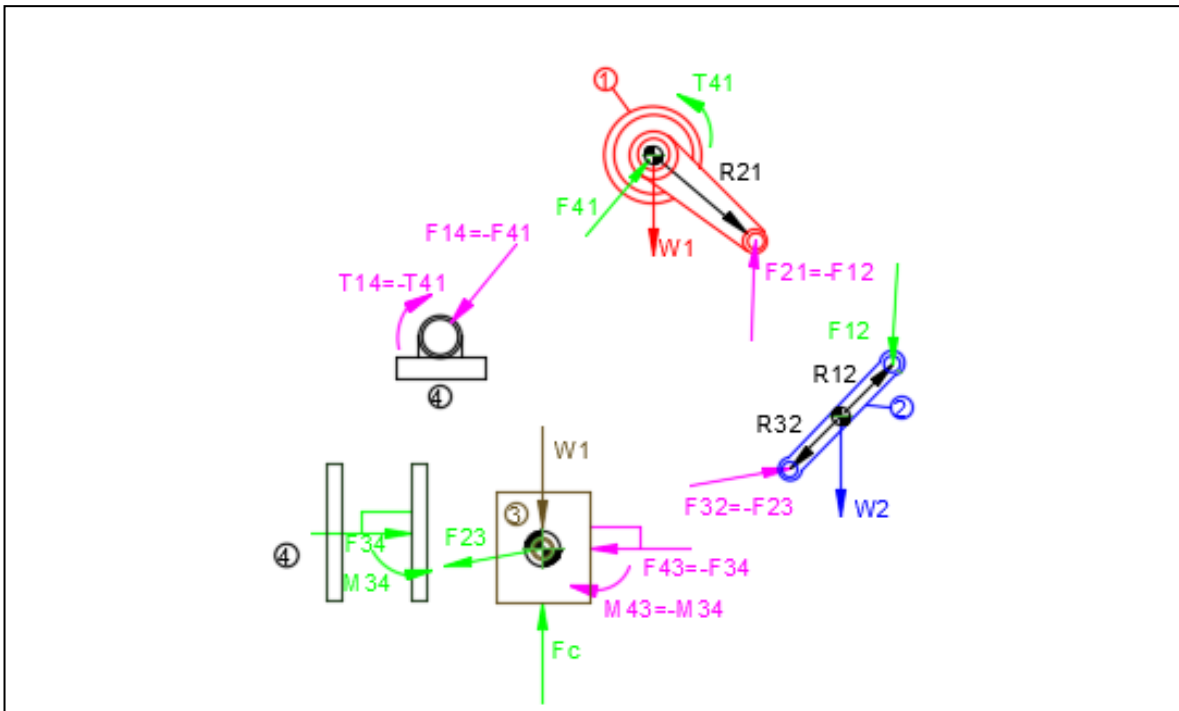 ① T41
R21
F41
W1
F14=-F41
F21=-F12
T14=-T41
F12
R12
④
②
R32
W1
F32=-F23
W2
③
④
F34
F23
F43=-F34
M34
M43=-M34
Fc